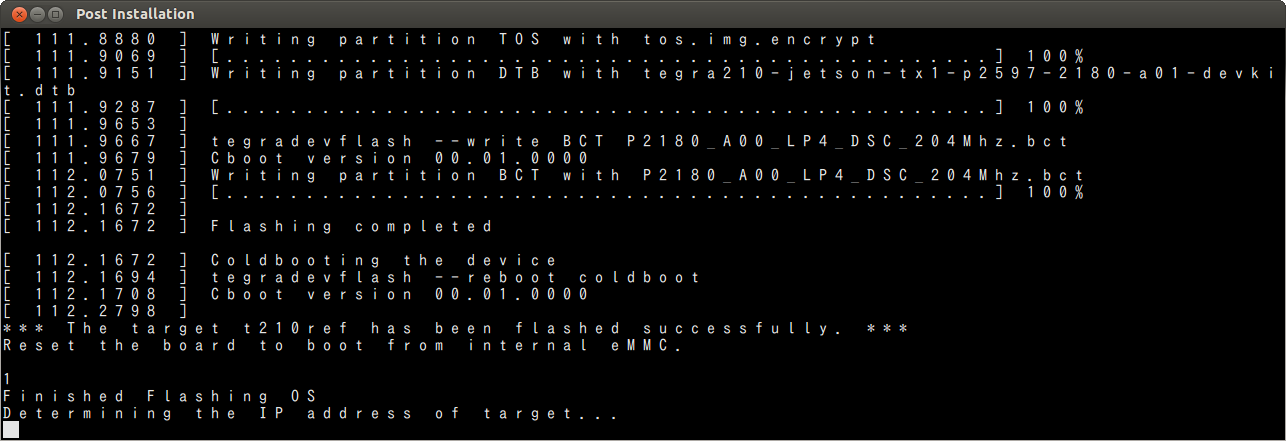 Post Installation
[ 111.8880 ] Writing partition TOS with tos.img.encrypt
[ 111.9069 ] [................................................] 100%
[ 111.9151 ] Writing partition DTB with tegra210-jetson-tx1-p2597-2180-a01-devki
t.dtb
[ 111.9287 ] [................................................] 100%
[ 111.9653 ]
[ 111.9667 ] tegradevflash --write BCT P2180_A00_LP4_DSC_204Mhz.bct
[ 111.9679 ] Cboot version 00.01.0000
[ 112.0751 ] Writing partition BCT with P2180_A00_LP4_DSC_204Mhz.bct
[ 112.0756 ] [................................................] 100%
[ 112.1672 ]
[ 112.1672 ] Flashing completed
[ 112.1672 ] Coldbooting the device
[ 112.1694 ] tegradevflash --reboot coldboot
[ 112.1708 ] Cboot version 00.01.0000
[ 112.2798 ]
*** The target t210ref has been flashed successfully. ***
Reset the board to boot from internal eMMC.
1
Finished Flashing OS
Determining the IP address of target...